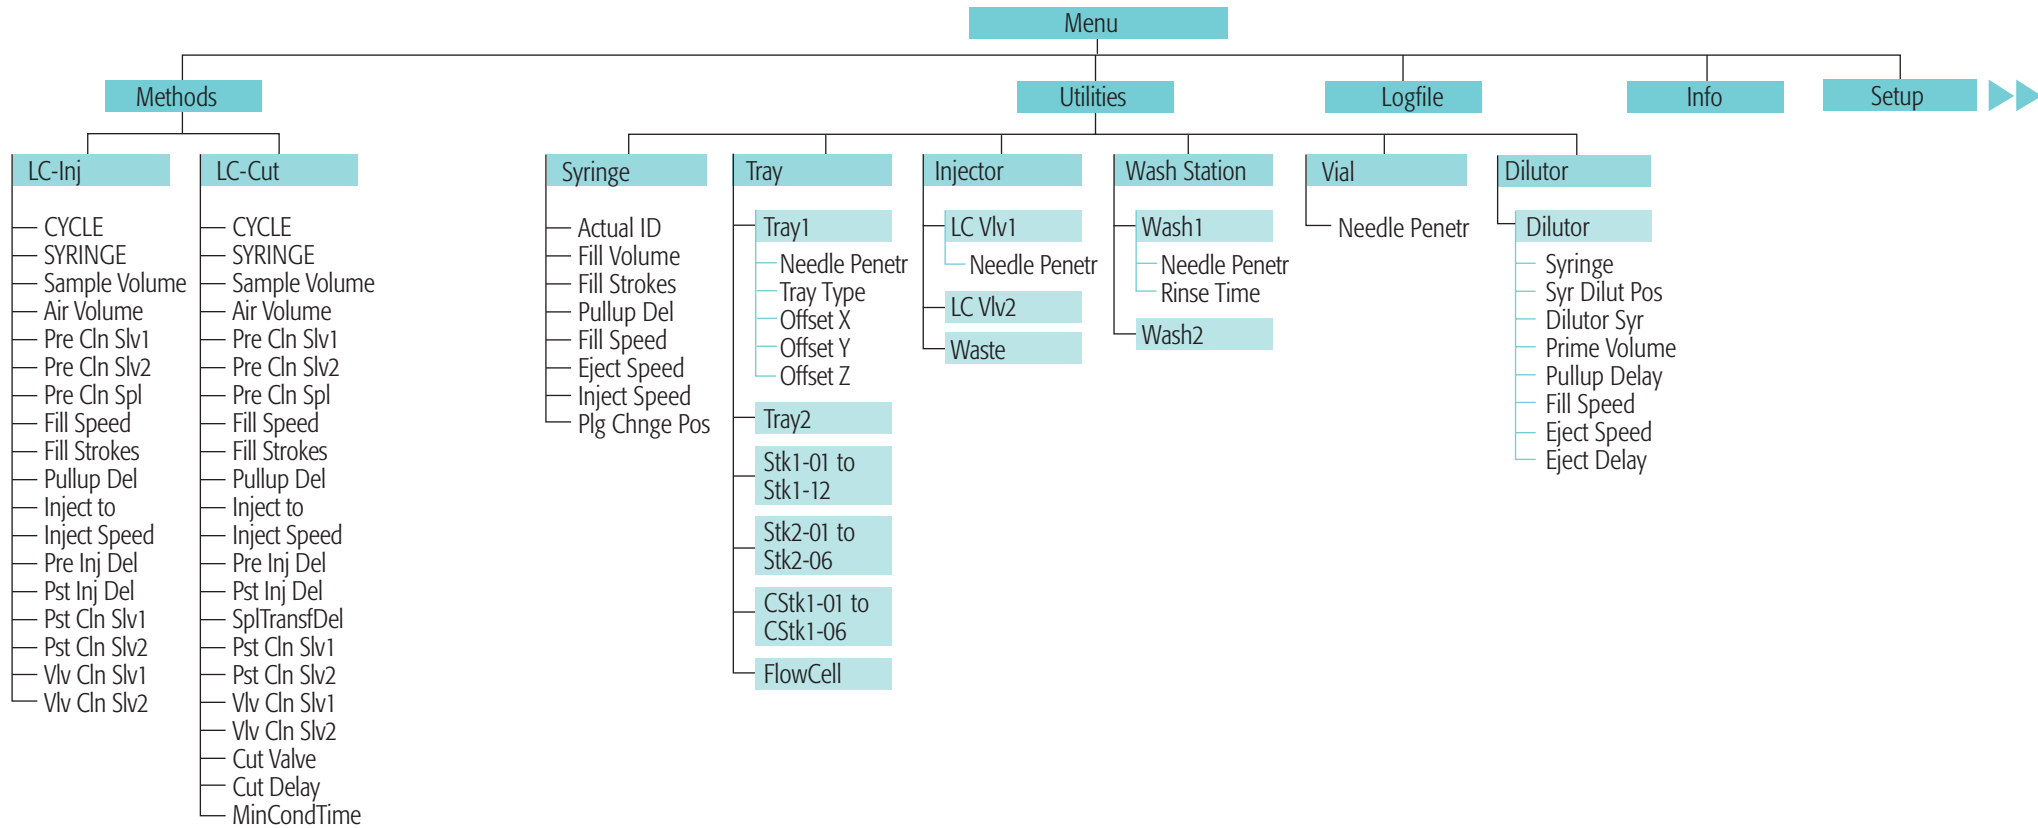 Menu
Methods
Utilities
Logfile
Info
Setup
LC-Inj
CYCLE
SYRINGE
Sample Volume
Air Volume
Pre Cln Slv1
Pre Cln Slv2
Pre Cln Spl
Fill Speed
Fill Strokes
Pullup Del
Inject to
Inject Speed
Pre Inj Del
Pst Inj Del
Pst Cln Slv1
Pst Cln Slv2
Vlv Cln Slv1
Vlv Cln Slv2
LC-Cut
CYCLE
SYRINGE
Sample Volume
Air Volume
Pre Cln Slv1
Pre Cln Slv2
Pre Cln Spl
Fill Speed
Fill Strokes
Pullup Del
Inject to
Inject Speed
Pre Inj Del
Pst Inj Del
SplTransfDel
Pst Cln Slv1
Pst Cln Slv2
Vlv Cln Slv1
Vlv Cln Slv2
Cut Valve
Cut Delay
MinCondTime
Syringe
Actual ID
Fill Volume
Fill Strokes
Pullup Del
Fill Speed
Eject Speed
Inject Speed
Plg Chnge Pos
Tray
Tray1
Needle Penetr
Tray Type
Offset X
Offset Y
Offset Z
Tray2
Stk1-01 to
Stk1-12
Stk2-01 to
Stk2-06
CStk1-01 to
CStk1-06
FlowCell
Injector
LC Vlv1
Needle Penetr
LC Vlv2
Waste
Wash Station
Wash1
Needle Penetr
Rinse Time
Wash2
Vial
Needle Penetr
Dilutor
Dilutor
Syringe
Syr Dilut Pos
Dilutor Syr
Prime Volume
Pullup Delay
Fill Speed
Eject Speed
Eject Delay